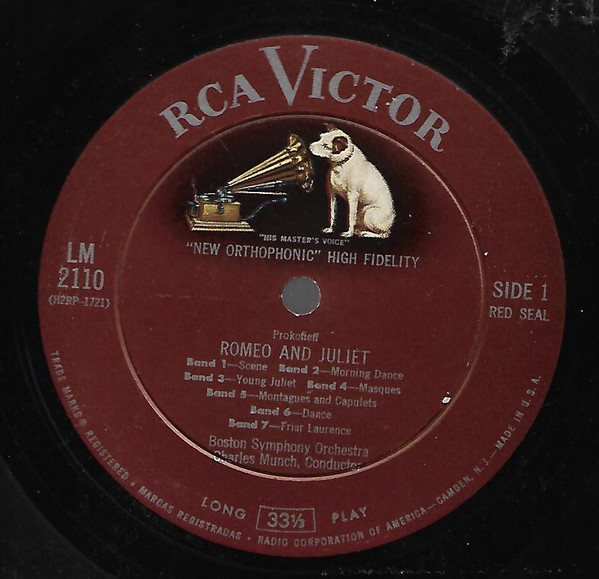 RCA VICTOR
"HIS MASTER'S VOICE"
"NEW ORTHOPHONIC" HIGH FIDELITY
LM
2110
(H2RP-1721)
SIDE 1
RED SEAL
Prokofieff
ROMEO AND JULIET
Band 1—Scene Band 2—Morning Dance
Band 3—Young Juliet Band 4—Masques
Band 5—Montagues and Capulets
Band 6—Dance
Band 7—Friar Laurence
Boston Symphony Orchestra
Charles Munch, Conductor
LONG 33⅓ PLAY
TRADE MARKS ® REGISTERED • MARCAS REGISTRADAS • RADIO CORPORATION OF AMERICA—CAMDEN, N.J.—MADE IN U.S.A.